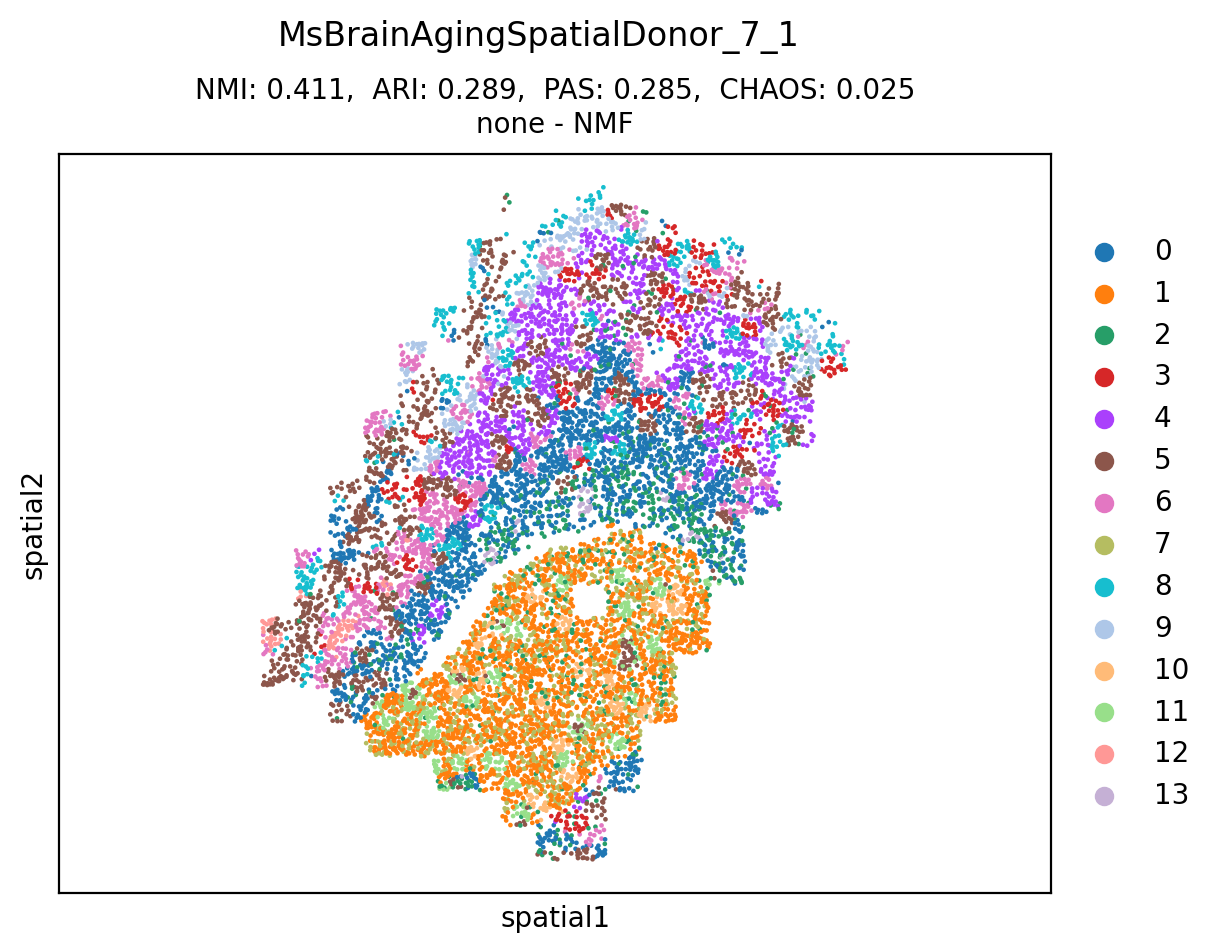 MsBrainAgingSpatialDonor_7_1
NMI: 0.411,  ARI: 0.289,  PAS: 0.285,  CHAOS: 0.025
none - NMF
spatial2
spatial1
0
1
2
3
4
5
6
7
8
9
10
11
12
13